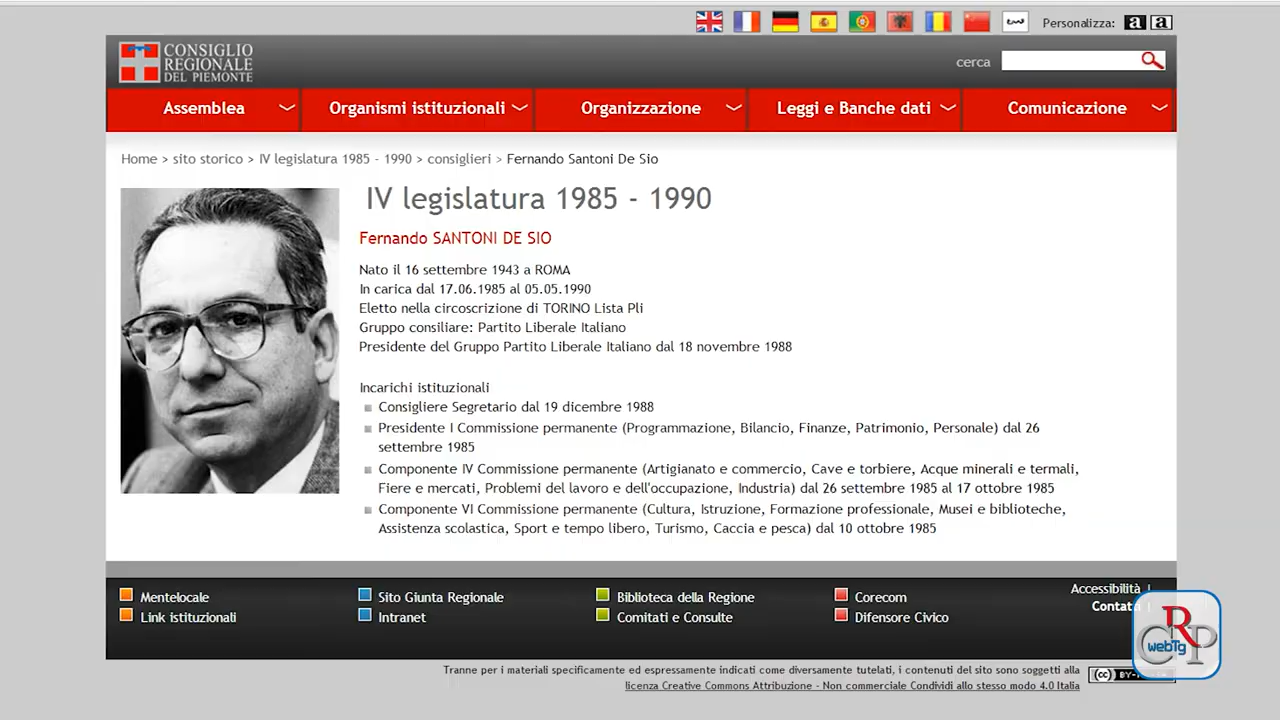 Personalizza: a a
CONSIGLIO
REGIONALE
DEL PIEMONTE
cerca
Assemblea
Organismi istituzionali
Organizzazione
Leggi e Banche dati
Comunicazione
Home > sito storico > IV legislatura 1985 - 1990 > consiglieri > Fernando Santoni De Sio
IV legislatura 1985 - 1990
Fernando SANTONI DE SIO
Nato il 16 settembre 1943 a ROMA
In carica dal 17.06.1985 al 05.05.1990
Eletto nella circoscrizione di TORINO Lista Pli
Gruppo consiliare: Partito Liberale Italiano
Presidente del Gruppo Partito Liberale Italiano dal 18 novembre 1988
Incarichi istituzionali
Consigliere Segretario dal 19 dicembre 1988
Presidente I Commissione permanente (Programmazione, Bilancio, Finanze, Patrimonio, Personale) dal 26
settembre 1985
Componente IV Commissione permanente (Artigianato e commercio, Cave e torbiere, Acque minerali e termali,
Fiere e mercati, Problemi del lavoro e dell'occupazione, Industria) dal 26 settembre 1985 al 17 ottobre 1985
Componente VI Commissione permanente (Cultura, Istruzione, Formazione professionale, Musei e biblioteche,
Assistenza scolastica, Sport e tempo libero, Turismo, Caccia e pesca) dal 10 ottobre 1985
Mentelocale
Link istituzionali
Sito Giunta Regionale
Intranet
Biblioteca della Regione
Comitati e Consulte
Corecom
Difensore Civico
Accessibilità |
Contatti |
CRP
webTg
Tranne per i materiali specificamente ed espressamente indicati come diversamente tutelati, i contenuti del sito sono soggetti alla
licenza Creative Commons Attribuzione - Non commerciale Condividi allo stesso modo 4.0 Italia
cc